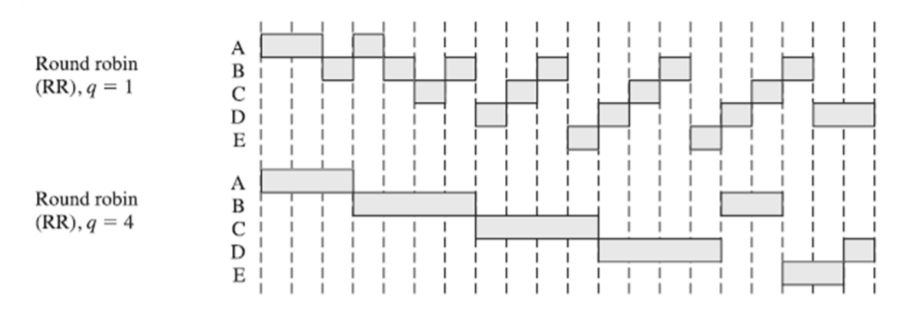 Round robin
(RR), q = 1
A
B
C
D
E
Round robin
(RR), q = 4
A
B
C
D
E